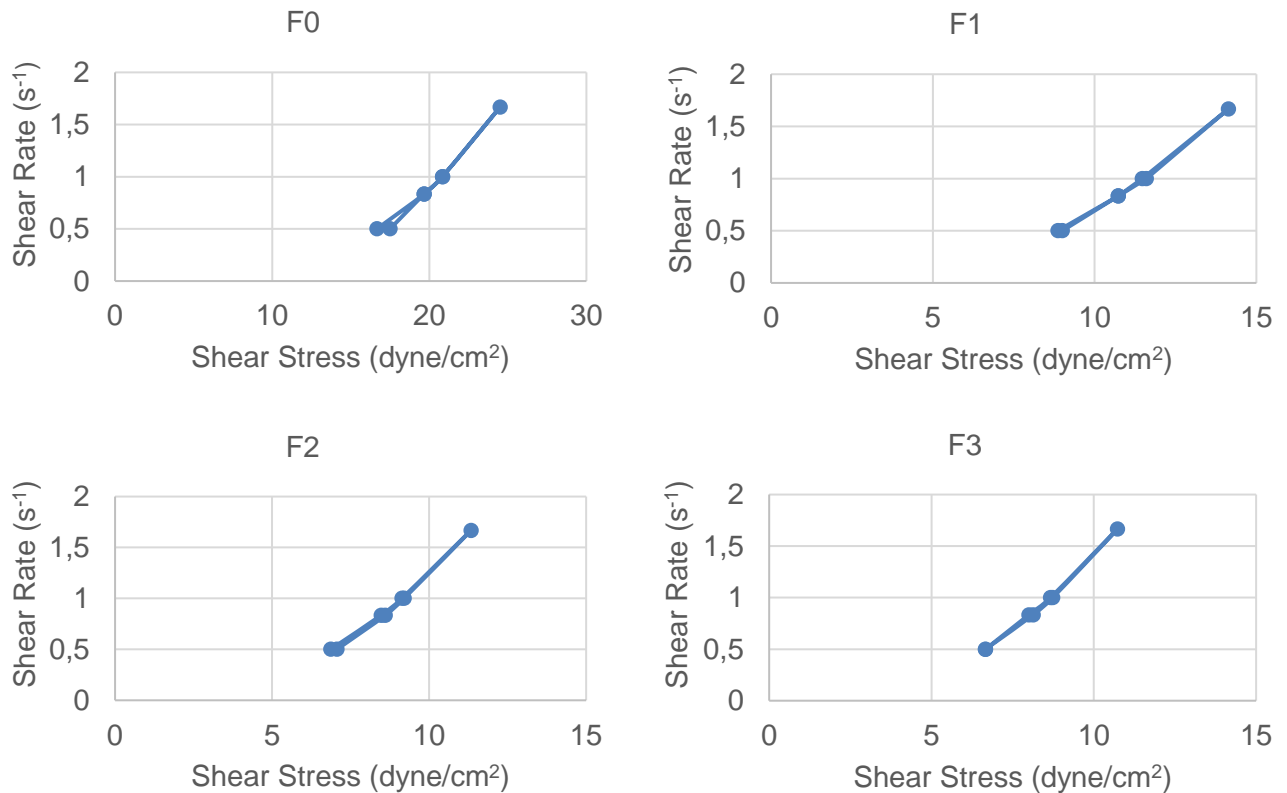 F0
Shear Rate (s-1)
2
1,5
1
0,5
0
0 10 20 30
Shear Stress (dyne/cm2)
F1
Shear Rate (s-1)
2
1,5
1
0,5
0
0 5 10 15
Shear Stress (dyne/cm2)
F2
Shear Rate (s-1)
2
1,5
1
0,5
0
0 5 10 15
Shear Stress (dyne/cm2)
F3
Shear Rate (s-1)
2
1,5
1
0,5
0
0 5 10 15
Shear Stress (dyne/cm2)